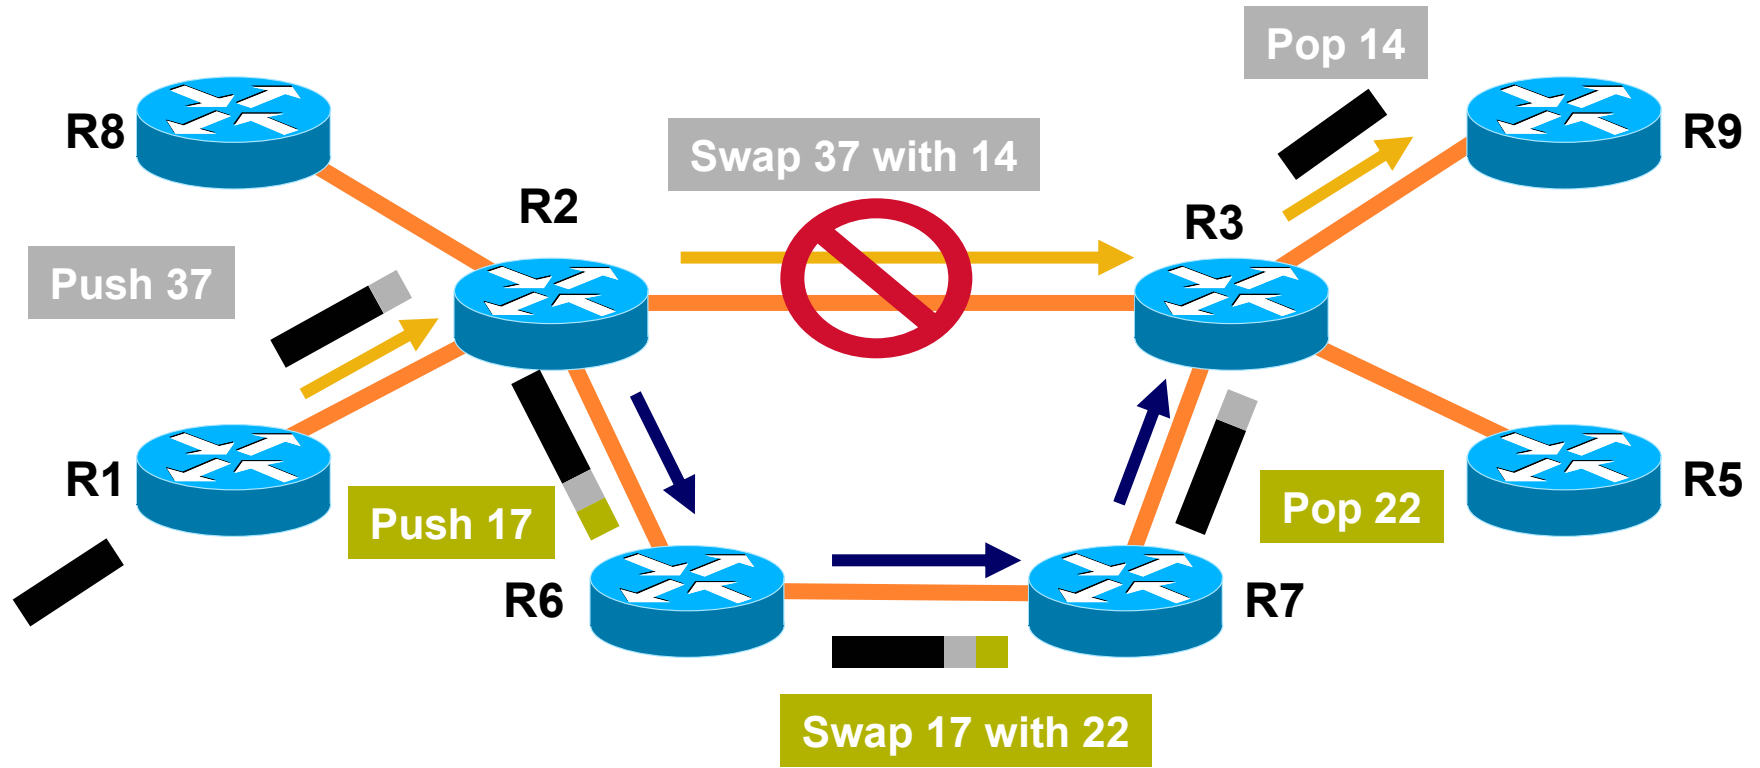 Pop 14
R8
R9
Swap 37 with 14
R2
R3
Push 37
R1
R5
Push 17
Pop 22
R6
R7
Swap 17 with 22